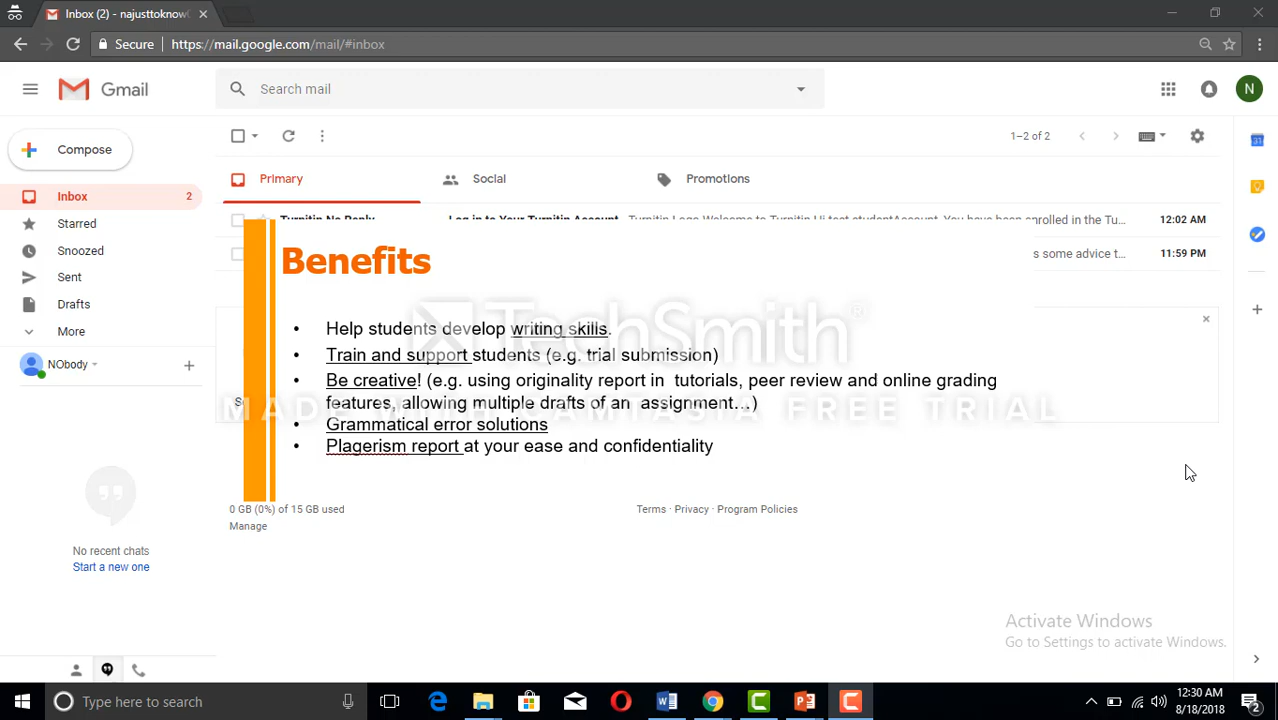 Inbox (2) - najusttoknow
Secure
https://mail.google.com/mail/#inbox
Gmail
Search mail
N
Compose
1–2 of 2
Inbox 2
Primary
Social
Promotions
Starred
Turnitin No Reply
Log in to Your Turnitin Account
Turnitin Logo Welcome to Turnitin Hi test studentAccount, You have been enrolled in the Tu...
12:02 AM
Snoozed
s some advice t...
11:59 PM
Sent
Drafts
More
NObody
Benefits
• Help students develop writing skills.
• Train and support students (e.g. trial submission)
• Be creative! (e.g. using originality report in tutorials, peer review and online grading
features, allowing multiple drafts of an assignment...)
• Grammatical error solutions
• Plagerism report at your ease and confidentiality
TechSmith®
MADE WITH CAMTASIA FREE TRIAL
0 GB (0%) of 15 GB used
Manage
Terms · Privacy · Program Policies
No recent chats
Start a new one
Activate Windows
Go to Settings to activate Windows.
Type here to search
12:30 AM
8/18/2018
2